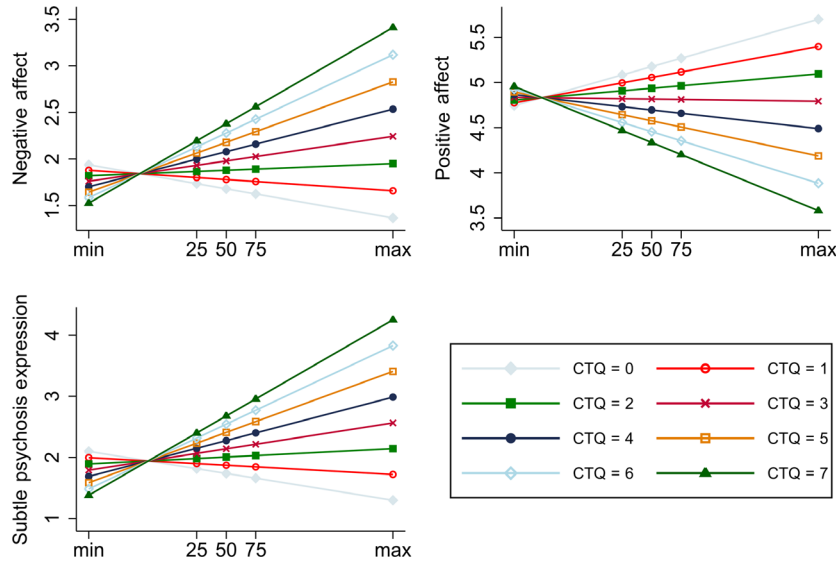 Negative affect
3.5
3
2.5
2
1.5
min 25 50 75 max
Positive affect
5.5
5
4.5
4
3.5
min 25 50 75 max
Subtle psychosis expression
4
3
2
1
min 25 50 75 max
CTQ = 0 CTQ = 1
CTQ = 2 CTQ = 3
CTQ = 4 CTQ = 5
CTQ = 6 CTQ = 7